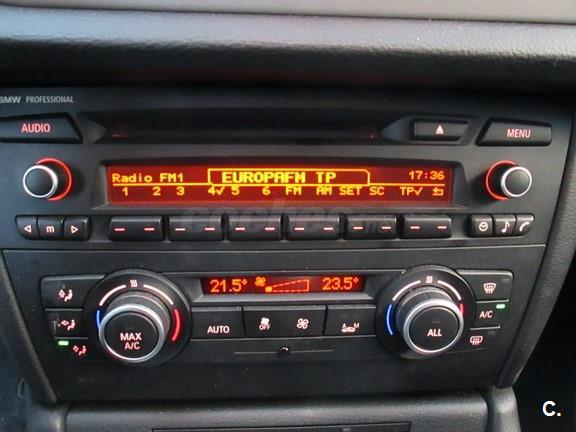 BMW PROFESSIONAL
AUDIO
MENU
Radio FM1 EUROPAFM TP 17:36
1 2 3 4✓ 5 6 FM AM SET SC TP✓
m
21.5° 23.5°
MAX A/C
AUTO
OFF
A M
ALL
A/C
C.